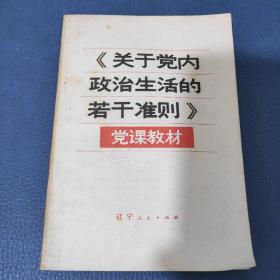 《关于党内
政治生活的
若干准则》
党课教材
辽宁人民出版社